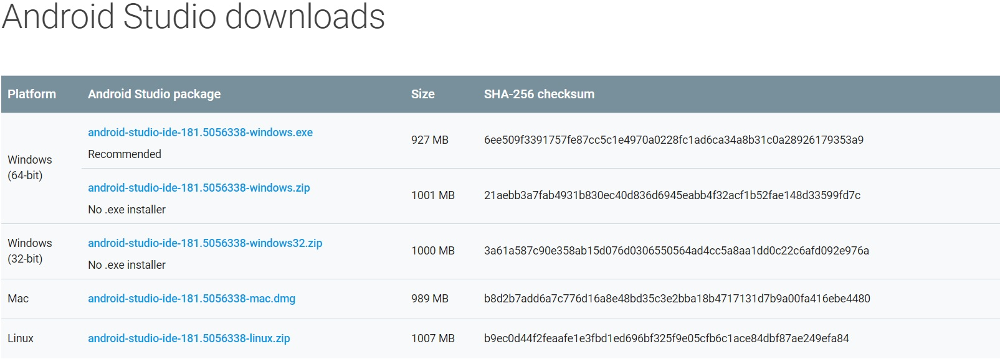 Android Studio downloads
Platform Android Studio package Size SHA-256 checksum
Windows (64-bit)
android-studio-ide-181.5056338-windows.exe
Recommended
927 MB
6ee509f3391757fe87cc5c1e4970a0228fc1ad6ca34a8b31c0a28926179353a9
android-studio-ide-181.5056338-windows.zip
No .exe installer
1001 MB
21aebb3a7fab4931b830ec40d836d6945eabb4f32acf1b52fae148d33599fd7c
Windows (32-bit)
android-studio-ide-181.5056338-windows32.zip
No .exe installer
1000 MB
3a61a587c90e358ab15d076d0306550564ad4cc5a8aa1dd0c22c6afd092e976a
Mac
android-studio-ide-181.5056338-mac.dmg
989 MB
b8d2b7add6a7c776d16a8e48bd35c3e2bba18b4717131d7b9a00fa416ebe4480
Linux
android-studio-ide-181.5056338-linux.zip
1007 MB
b9ec0d44f2feaafe1e3fbd1ed696bf325f9e05cfb6c1ace84dbf87ae249efa84